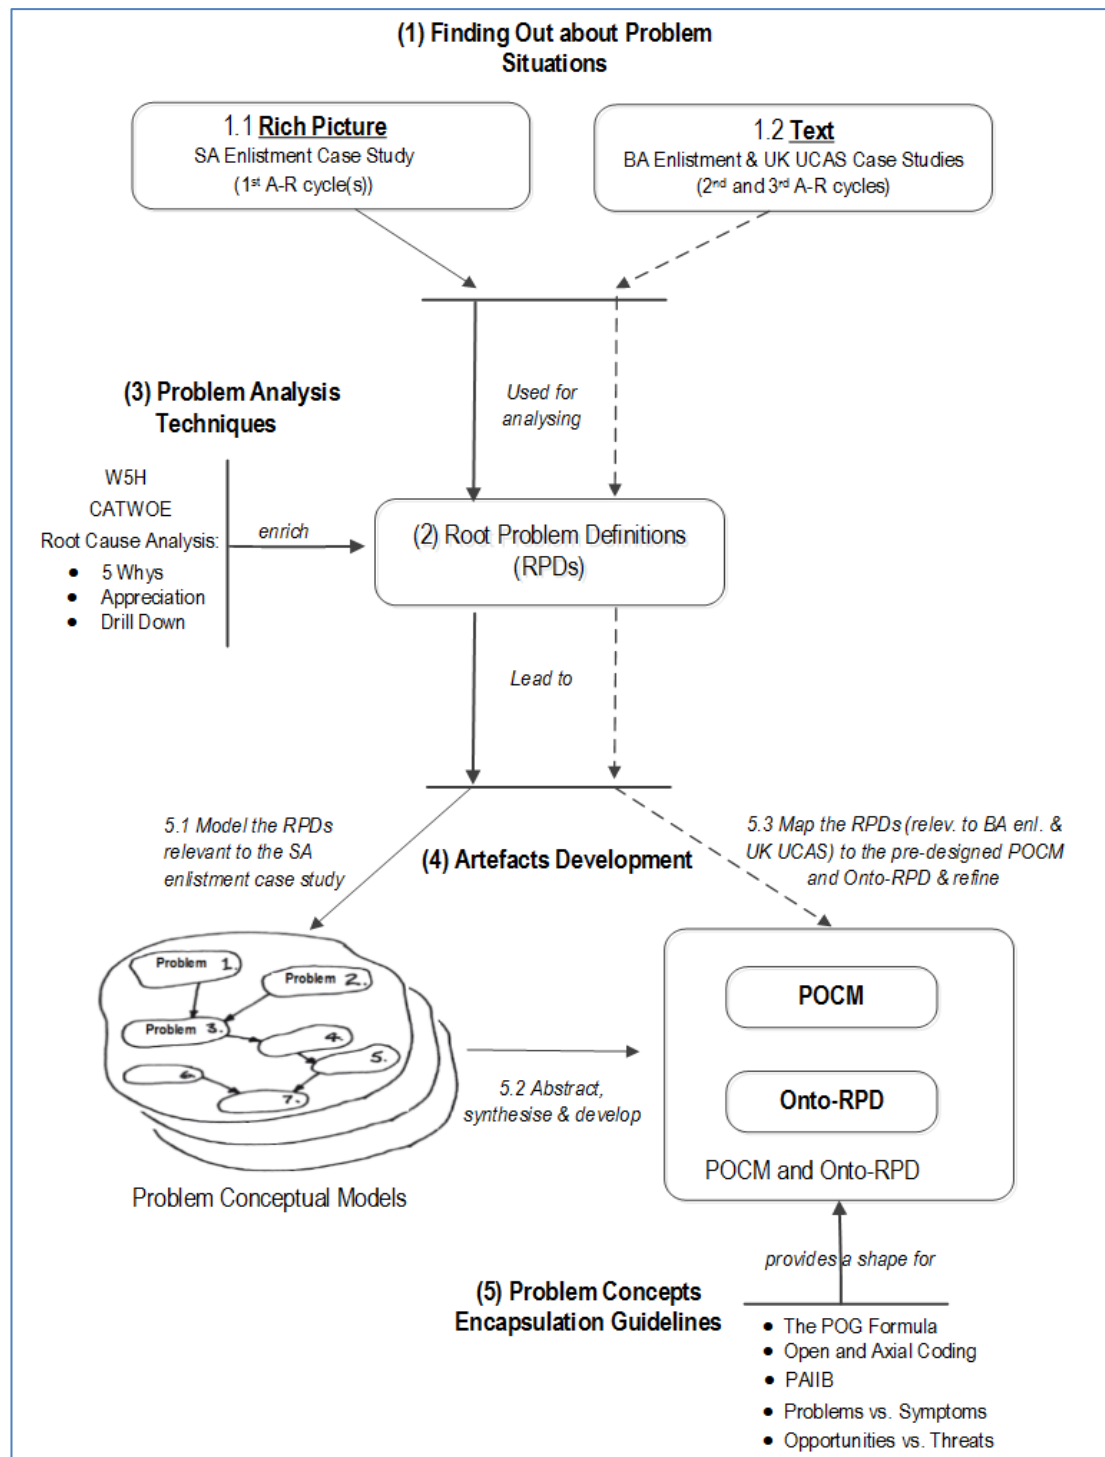 (1) Finding Out about Problem
Situations
1.1 Rich Picture
SA Enlistment Case Study
(1st A-R cycle(s))
1.2 Text
BA Enlistment & UK UCAS Case Studies
(2nd and 3rd A-R cycles)
Used for
analysing
(3) Problem Analysis
Techniques
W5H
CATWOE
Root Cause Analysis:
● 5 Whys
● Appreciation
● Drill Down
enrich
(2) Root Problem Definitions
(RPDs)
Lead to
5.1 Model the RPDs
relevant to the SA
enlistment case study
(4) Artefacts Development
5.3 Map the RPDs (relev. to BA enl. &
UK UCAS) to the pre-designed POCM
and Onto-RPD & refine
Problem 1.
Problem 2.
Problem 3.
4.
5.
6.
7.
Problem Conceptual Models
5.2 Abstract,
synthesise & develop
POCM
Onto-RPD
POCM and Onto-RPD
provides a shape for
(5) Problem Concepts
Encapsulation Guidelines
● The POG Formula
● Open and Axial Coding
● PAIIB
● Problems vs. Symptoms
● Opportunities vs. Threats